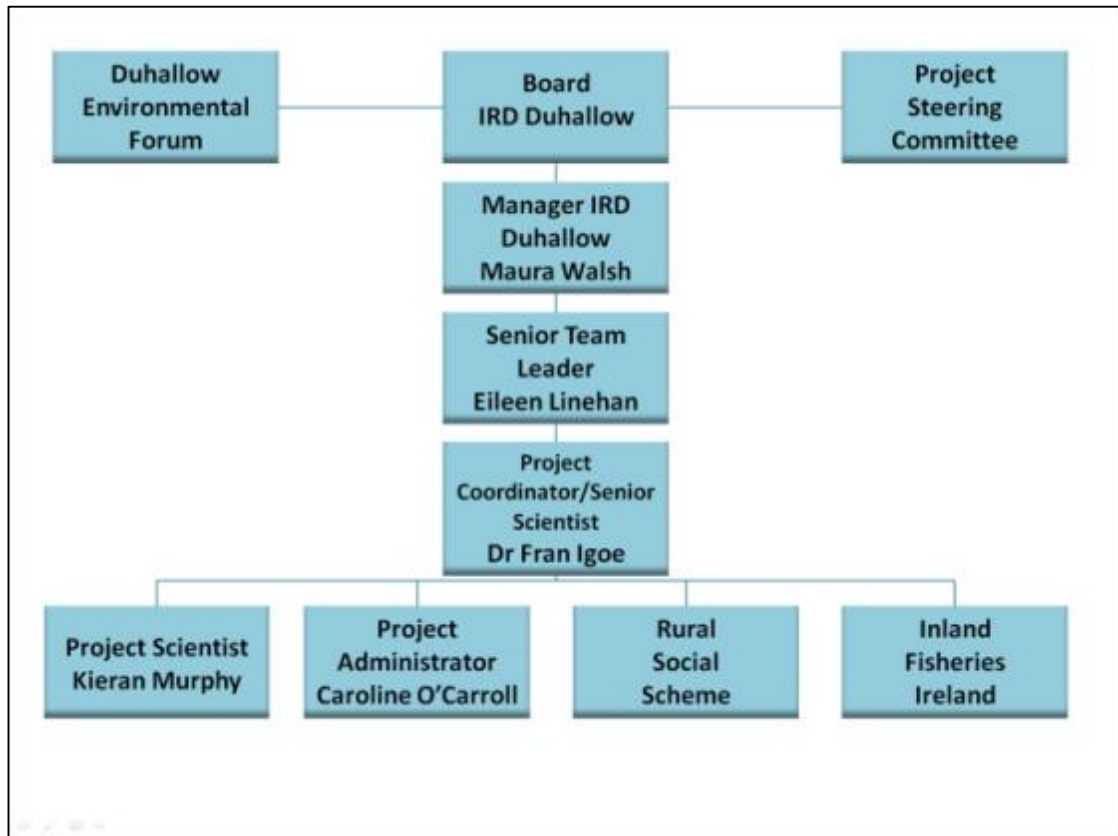 Duhallow
Environmental
Forum
Board
IRD Duhallow
Project
Steering
Committee
Manager IRD
Duhallow
Maura Walsh
Senior Team
Leader
Eileen Linehan
Project
Coordinator/Senior
Scientist
Dr Fran Igoe
Project Scientist
Kieran Murphy
Project
Administrator
Caroline O'Carroll
Rural
Social
Scheme
Inland
Fisheries
Ireland